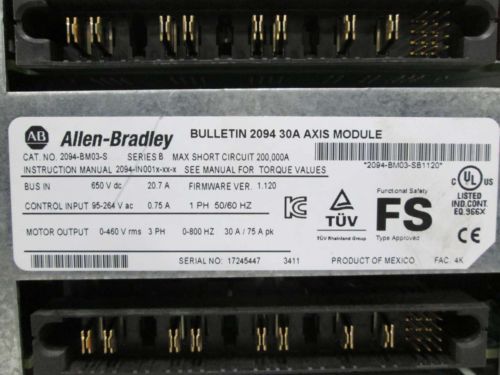 AB Allen-Bradley BULLETIN 2094 30A AXIS MODULE
CAT. NO. 2094-BM03-S SERIES B MAX SHORT CIRCUIT 200,000A
*2094-BM03-SB1120*
INSTRUCTION MANUAL 2094-IN001x-xx-x SEE MANUAL FOR TORQUE VALUES
BUS IN 650 V dc 20.7 A FIRMWARE VER. 1.120
CONTROL INPUT 95-264 V ac 0.75 A 1 PH 50/60 HZ
MOTOR OUTPUT 0-460 V rms 3 PH 0-800 HZ 30 A / 75 A pk
TÜV
TÜV Rheinland Group
Functional Safety
FS
Type Approved
C UL US
LISTED
IND.CONT.
EQ.966X
SERIAL NO: 17245447 3411 PRODUCT OF MEXICO FAC. 4K